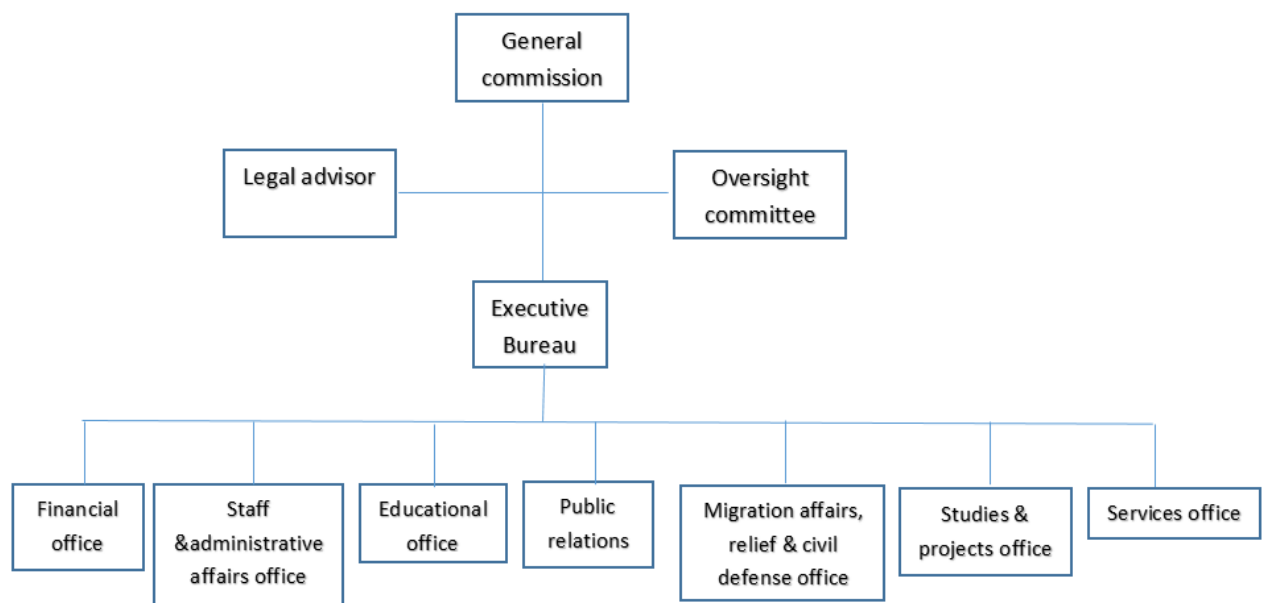 General
commission
Legal advisor
Oversight
committee
Executive
Bureau
Financial
office
Staff
&administrative
affairs office
Educational
office
Public
relations
Migration affairs,
relief & civil
defense office
Studies &
projects office
Services office